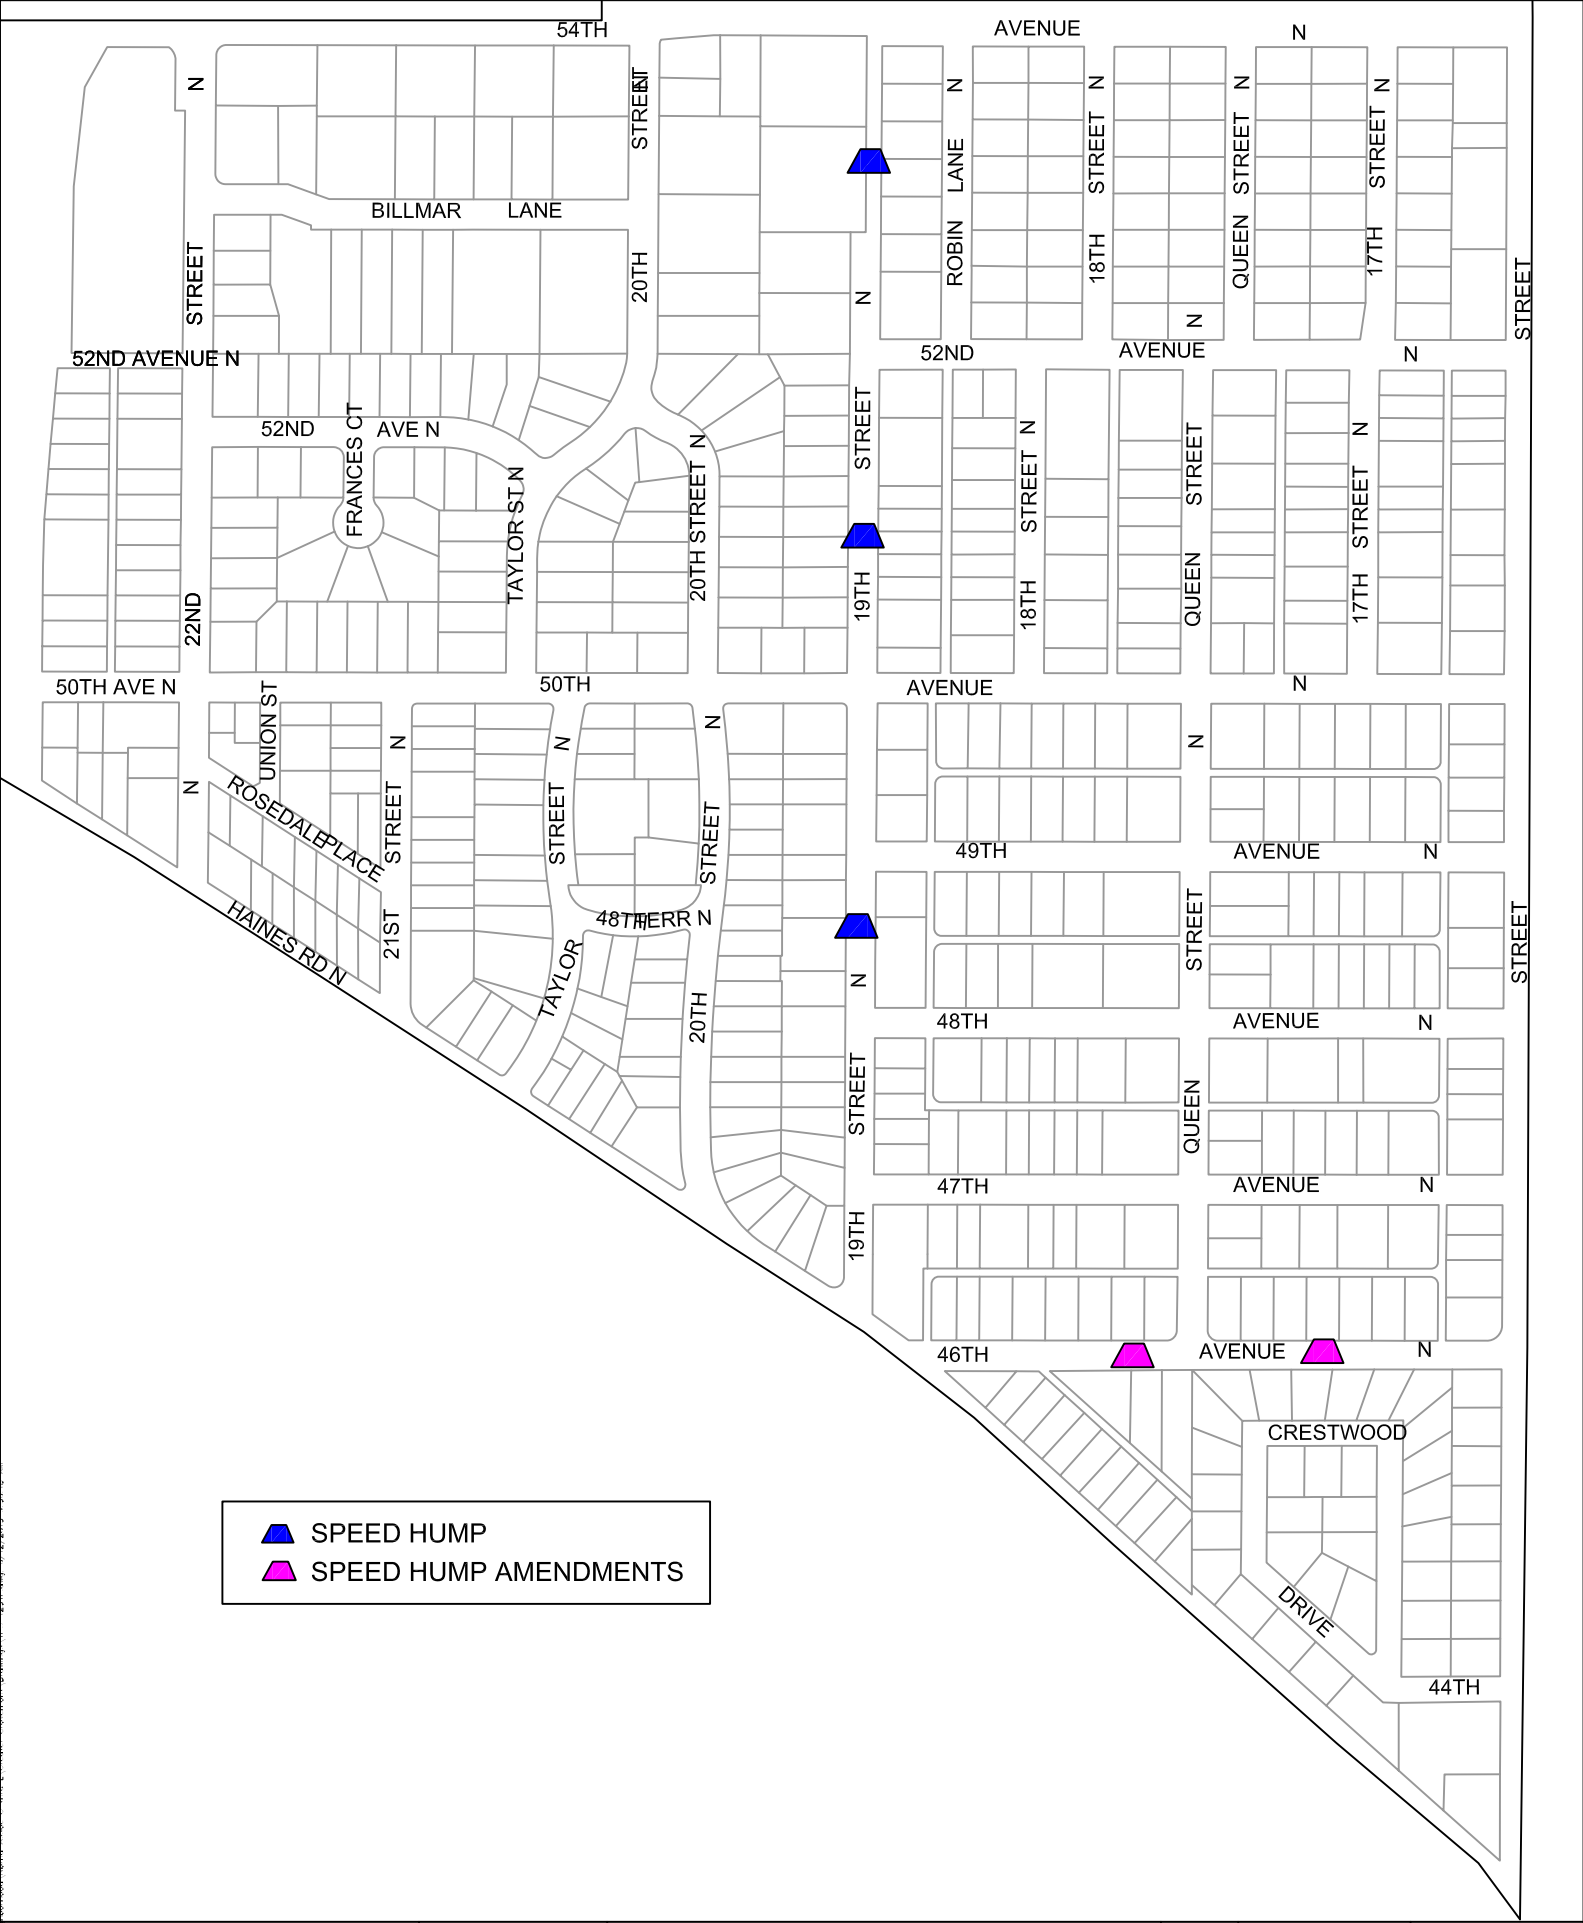 54TH AVENUE N
N STREET N N N N N
LANE STREET STREET STREET
BILLMAR LANE
STREET 20TH N ROBIN 18TH QUEEN 17TH STREET
N
52ND AVENUE N 52ND AVENUE N
52ND AVE N
FRANCES CT
TAYLOR ST N
20TH STREET N
STREET
STREET N
STREET
STREET N
22ND 19TH 18TH QUEEN 17TH
50TH AVE N 50TH AVENUE N
UNION ST
N N N N
N
ROSEDALE PLACE
STREET STREET STREET
49TH AVENUE N
HAINES RD N
21ST
48TH TERR N
STREET STREET
TAYLOR
20TH
N
48TH AVENUE N
STREET QUEEN
47TH AVENUE N
19TH
46TH AVENUE N
CRESTWOOD
DRIVE
44TH
SPEED HUMP
SPEED HUMP AMENDMENTS